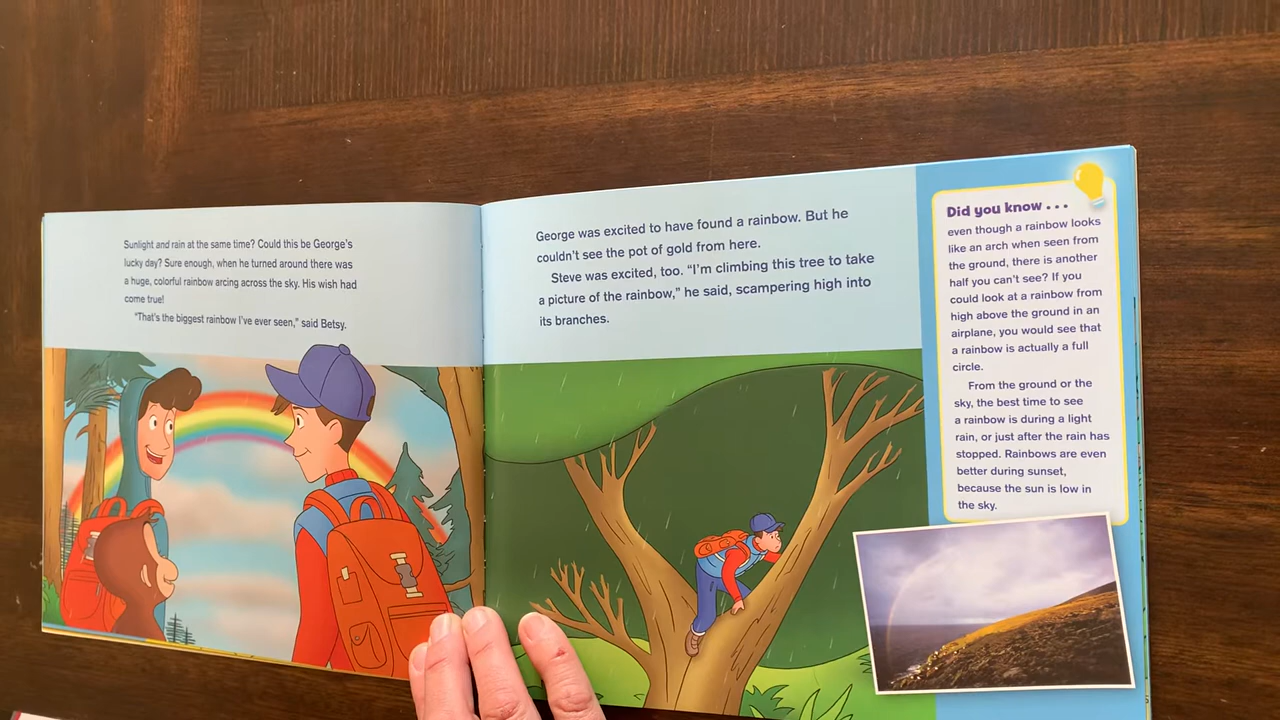 Sunlight and rain at the same time? Could this be George's
lucky day? Sure enough, when he turned around there was
a huge, colorful rainbow arcing across the sky. His wish had
come true!
"That's the biggest rainbow I've ever seen," said Betsy.
George was excited to have found a rainbow. But he
couldn't see the pot of gold from here.
Steve was excited, too. "I'm climbing this tree to take
a picture of the rainbow," he said, scampering high into
its branches.
Did you know . . .
even though a rainbow looks
like an arch when seen from
the ground, there is another
half you can't see? If you
could look at a rainbow from
high above the ground in an
airplane, you would see that
a rainbow is actually a full
circle.
From the ground or the
sky, the best time to see
a rainbow is during a light
rain, or just after the rain has
stopped. Rainbows are even
better during sunset,
because the sun is low in
the sky.